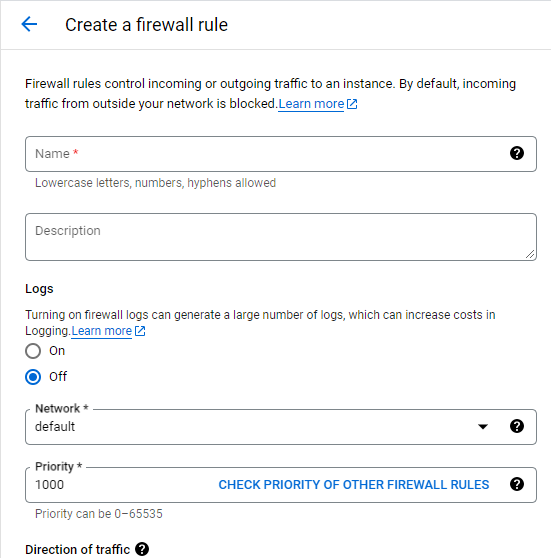 Create a firewall rule
Firewall rules control incoming or outgoing traffic to an instance. By default, incoming
traffic from outside your network is blocked.Learn more
Name *
Lowercase letters, numbers, hyphens allowed
Description
Logs
Turning on firewall logs can generate a large number of logs, which can increase costs in
Logging.Learn more
On
Off
Network *
default
Priority *
1000 CHECK PRIORITY OF OTHER FIREWALL RULES
Priority can be 0–65535
Direction of traffic